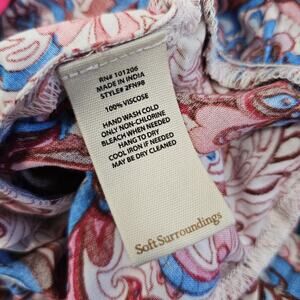 RN# 101206
MADE IN INDIA
STYLE# 2FN98
100% VISCOSE
HAND WASH COLD
ONLY NON-CHLORINE
BLEACH WHEN NEEDED
HANG TO DRY
COOL IRON IF NEEDED
MAY BE DRY CLEANED
Soft Surroundings